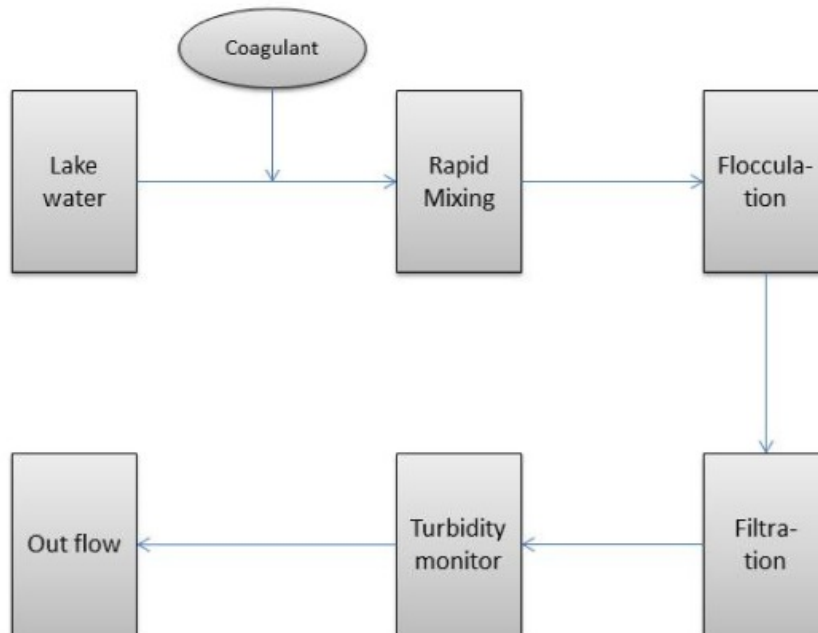 Coagulant
Lake
water
Rapid
Mixing
Floccula-
tion
Out flow
Turbidity
monitor
Filtra-
tion